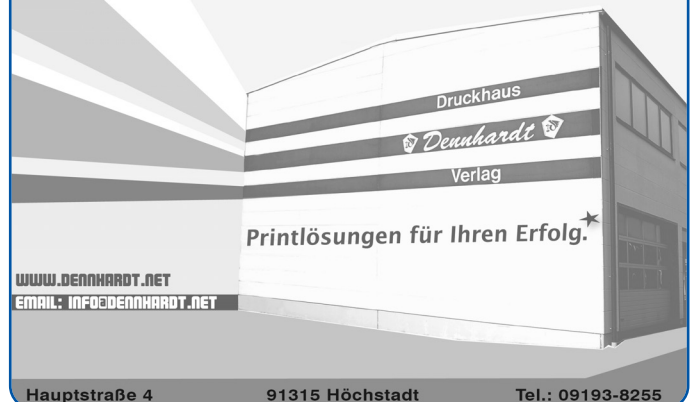 Druckhaus
Dennhardt
Verlag
Printlösungen für Ihren Erfolg.
WWW.DENNHARDT.NET
EMAIL: INFO@DENNHARDT.NET
Hauptstraße 4 91315 Höchstadt Tel.: 09193-8255